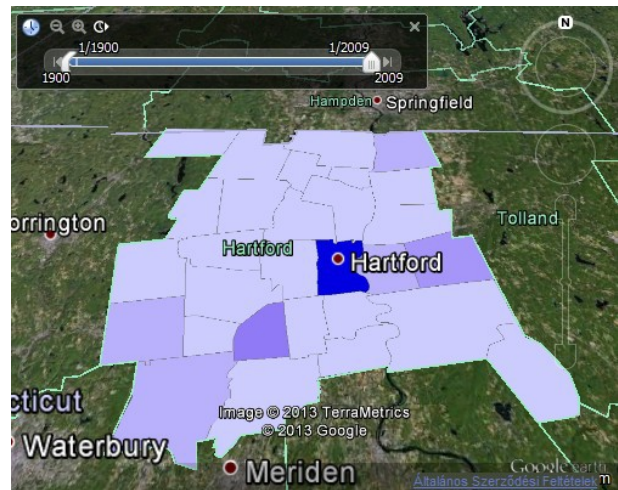 1/1900
1/2009
1900
2009
N
Hampden
Springfield
orrington
Tolland
Hartford
Hartford
cticut
Image © 2013 TerraMetrics
© 2013 Google
Waterbury
Meriden
Google earth
Általános Szerződési Feltételek
m